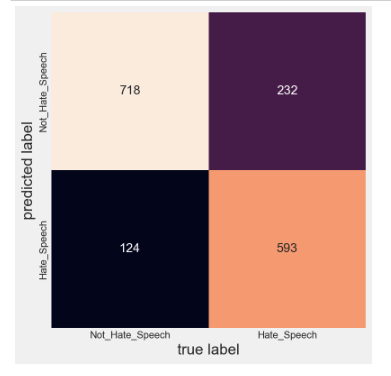 predicted label
Not_Hate_Speech
718
232
Hate_Speech
124
593
Not_Hate_Speech
Hate_Speech
true label